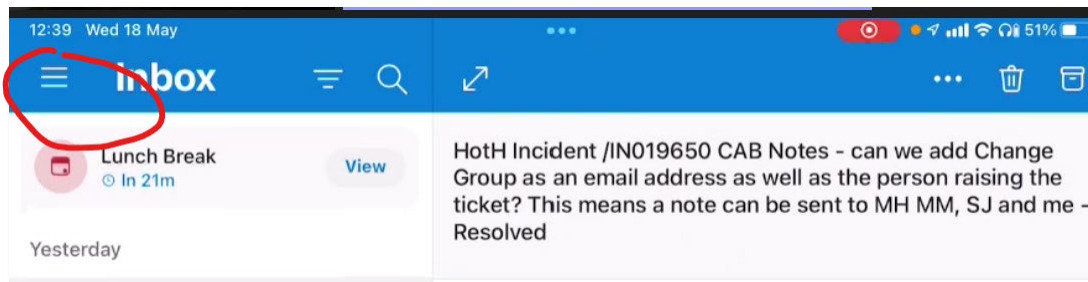 12:39 Wed 18 May
51%
Inbox
Lunch Break
In 21m
View
Yesterday
HotH Incident /IN019650 CAB Notes - can we add Change
Group as an email address as well as the person raising the
ticket? This means a note can be sent to MH MM, SJ and me -
Resolved